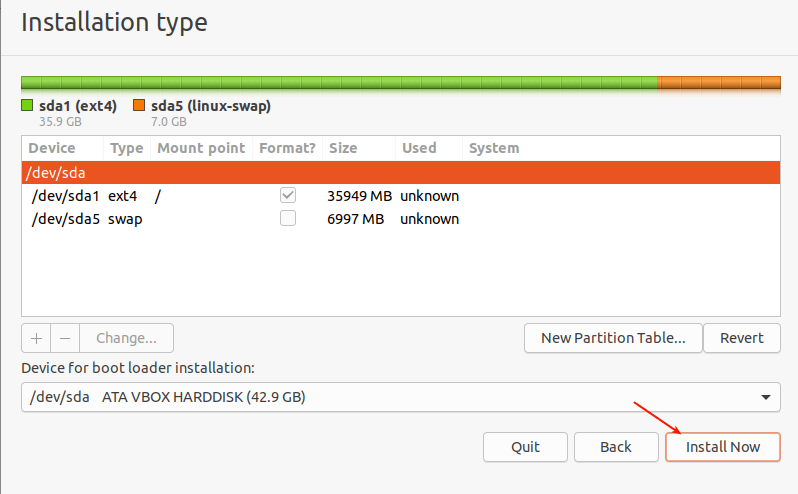 Installation type
sda1 (ext4) sda5 (linux-swap)
35.9 GB 7.0 GB
Device Type Mount point Format? Size Used System
/dev/sda
/dev/sda1 ext4 / 35949 MB unknown
/dev/sda5 swap 6997 MB unknown
+ − Change... New Partition Table... Revert
Device for boot loader installation:
/dev/sda ATA VBOX HARDDISK (42.9 GB)
Quit Back Install Now